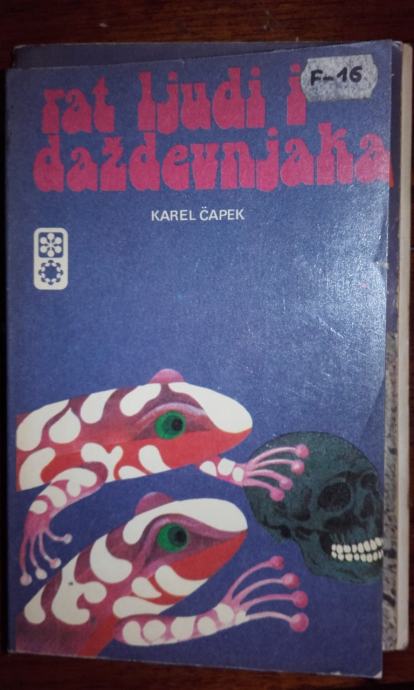 F-16
rat ljudi i
daždevnjaka
KAREL ČAPEK